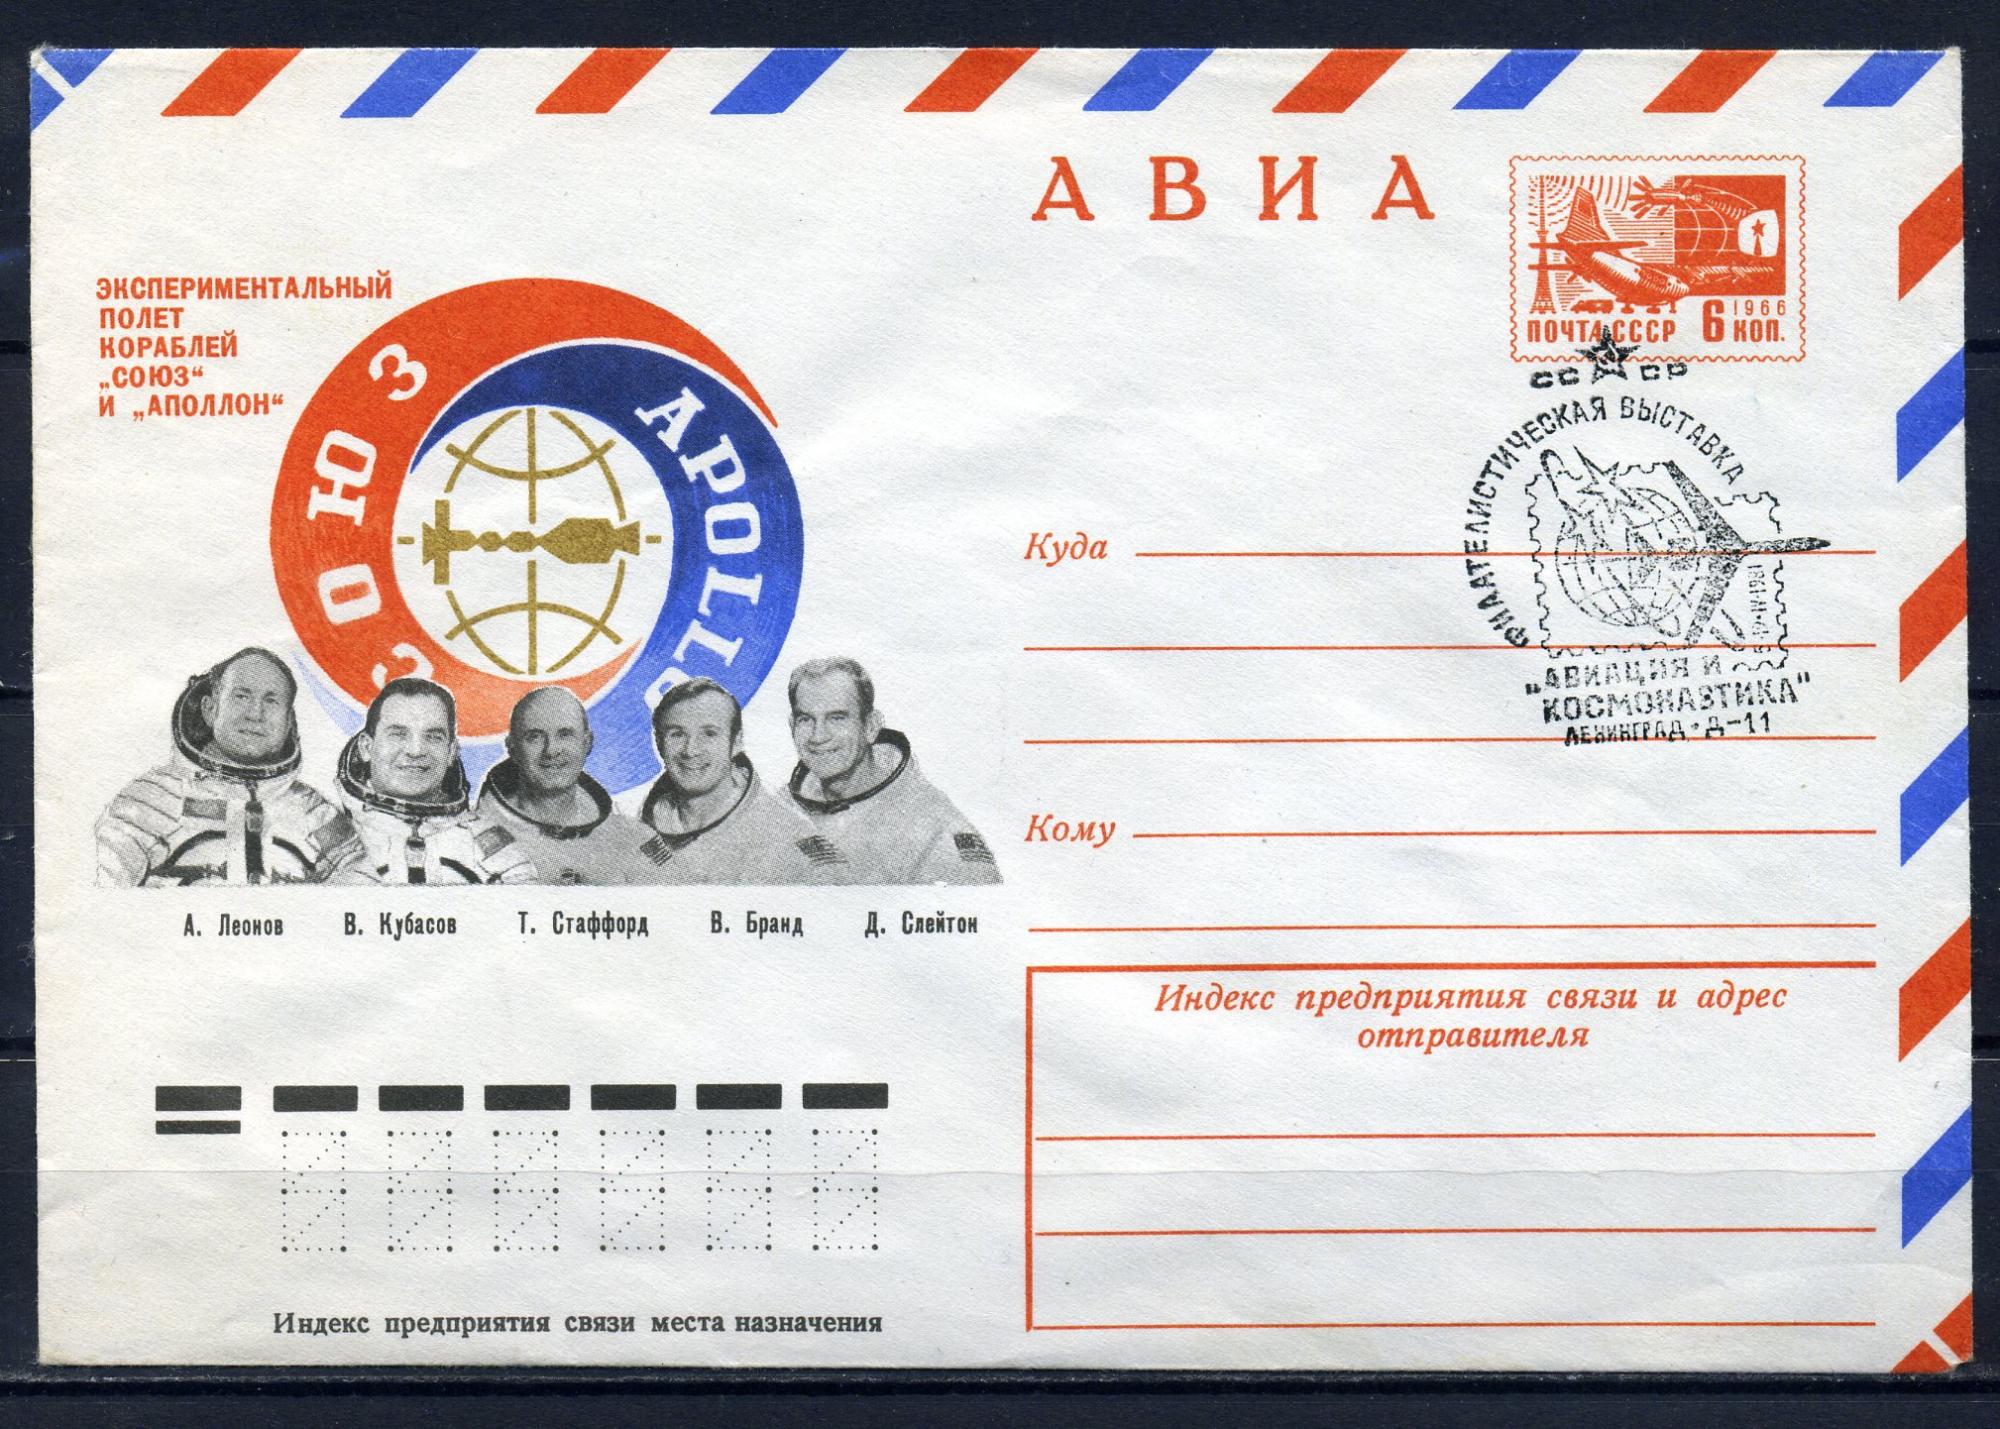 АВИА
1966
ПОЧТА СССР 6 КОП.
ЭКСПЕРИМЕНТАЛЬНЫЙ
ПОЛЕТ
КОРАБЛЕЙ
„СОЮЗ“
И „АПОЛЛОН“
СОЮЗ
APOLLO
СССР
ФИЛАТЕЛИСТИЧЕСКАЯ ВЫСТАВКА
"АВИАЦИЯ И
КОСМОНАВТИКА"
ЛЕНИНГРАД·Д-11
Куда
Кому
А. Леонов В. Кубасов Т. Стаффорд В. Бранд Д. Слейтон
Индекс предприятия связи и адрес
отправителя
Индекс предприятия связи места назначения